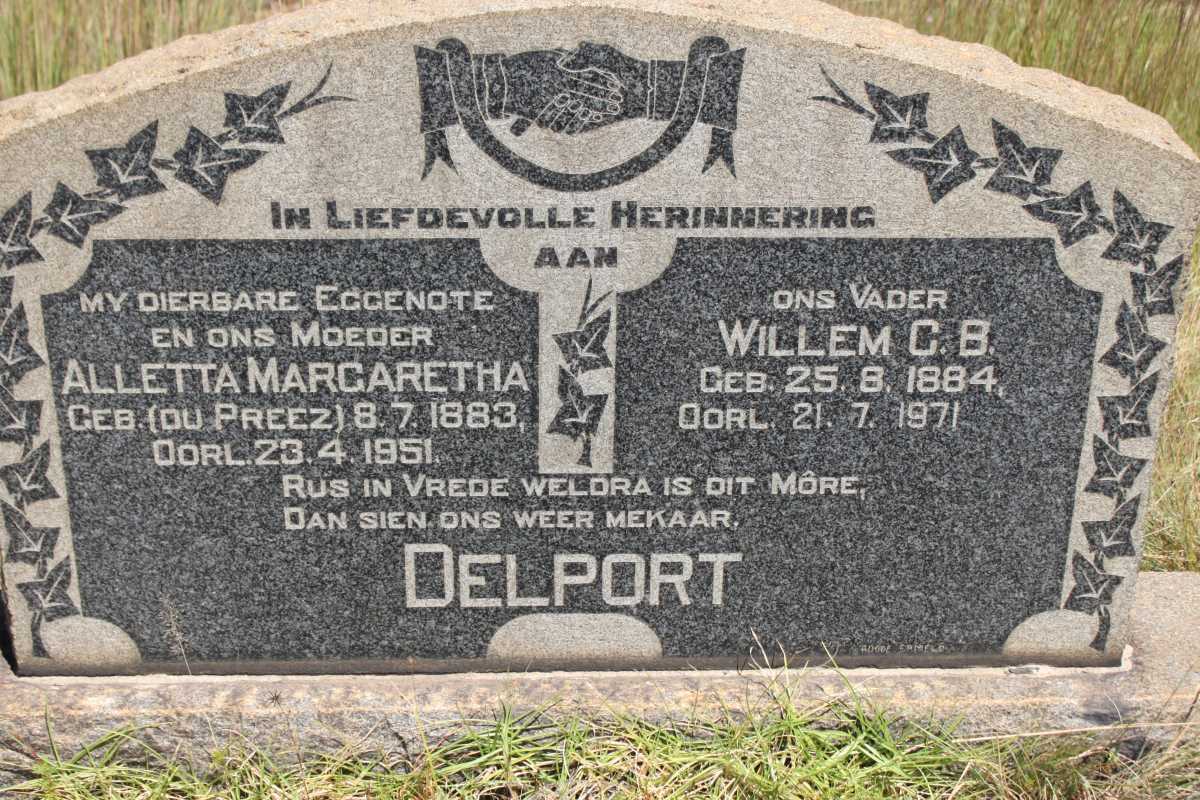 In Liefdevolle Herinnering
aan
my dierbare Eggenote
en ons Moeder
Alletta Margaretha
Geb. (du Preez) 8.7.1883,
Oorl. 23.4.1951.
ons Vader
Willem C. B.
Geb. 25. 8. 1884,
Oorl. 21. 7. 1971
Rus in Vrede weldra is dit Môre,
Dan sien ons weer mekaar.
Delport